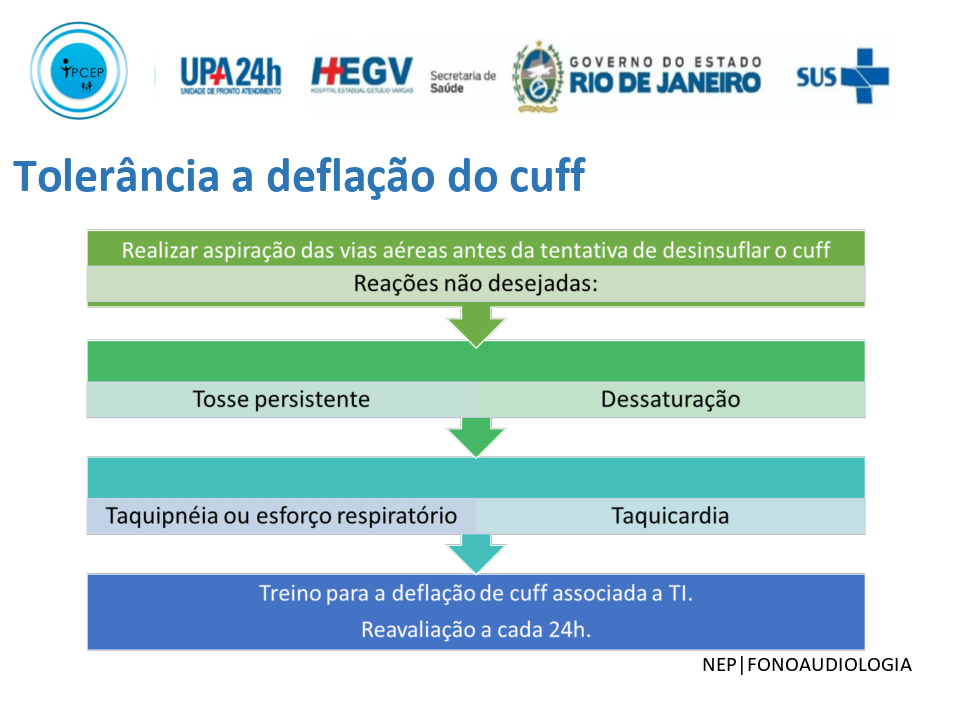 PCEP
UPA24h
UNIDADE DE PRONTO ATENDIMENTO
HEGV
HOSPITAL ESTADUAL GETULIO VARGAS
Secretaria de
Saúde
GOVERNO DO ESTADO
RIO DE JANEIRO
SUS
Tolerância a deflação do cuff
Realizar aspiração das vias aéreas antes da tentativa de desinsuflar o cuff
Reações não desejadas:
Tosse persistente
Dessaturação
Taquipnéia ou esforço respiratório
Taquicardia
Treino para a deflação de cuff associada a TI.
Reavaliação a cada 24h.
NEP|FONOAUDIOLOGIA